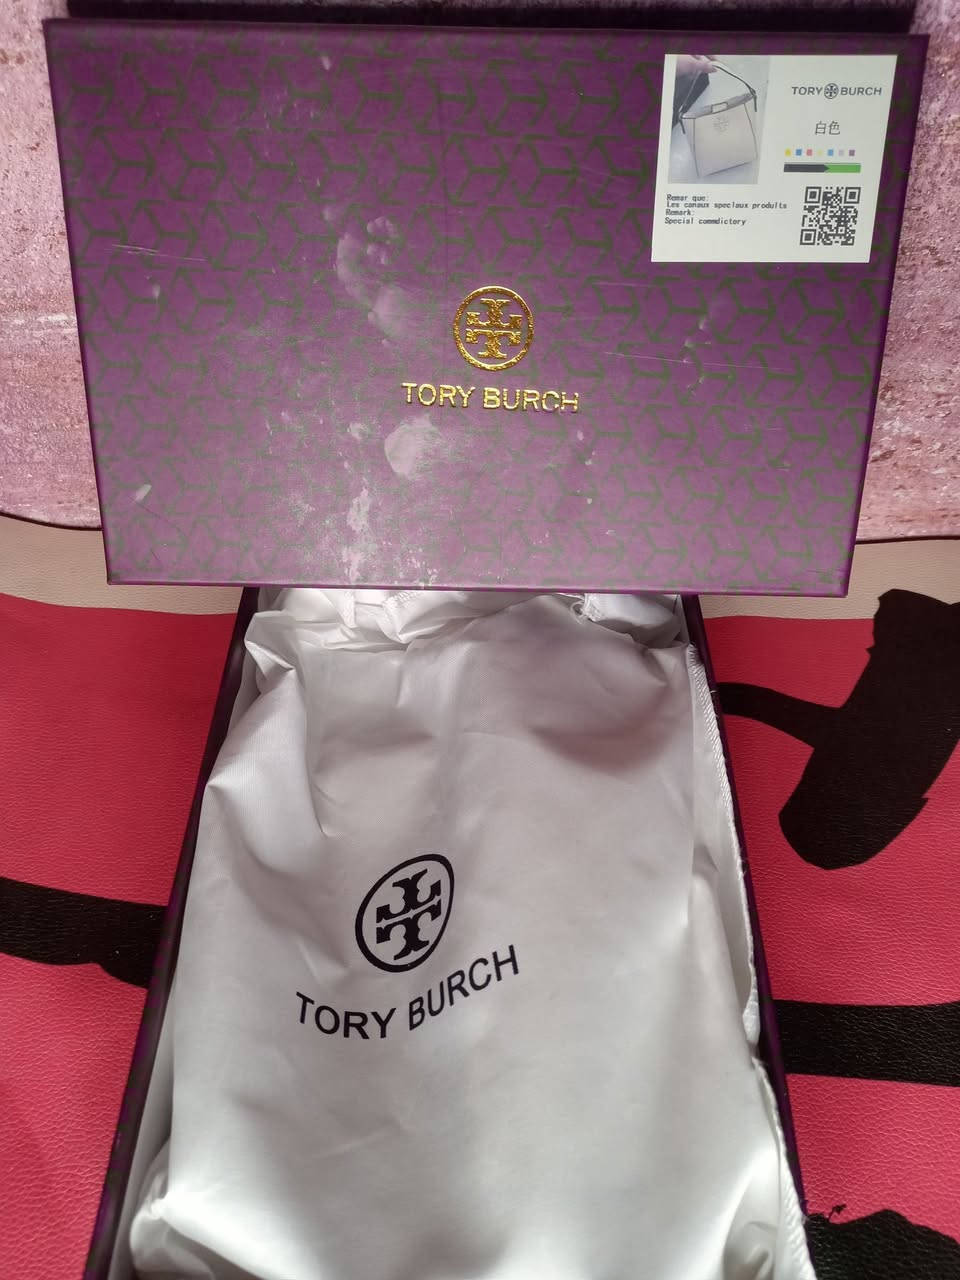 TORY BURCH
白色
Remar que:
Les canaux speclaux produits
Remark:
Special commdictory
TORY BURCH
TORY BURCH